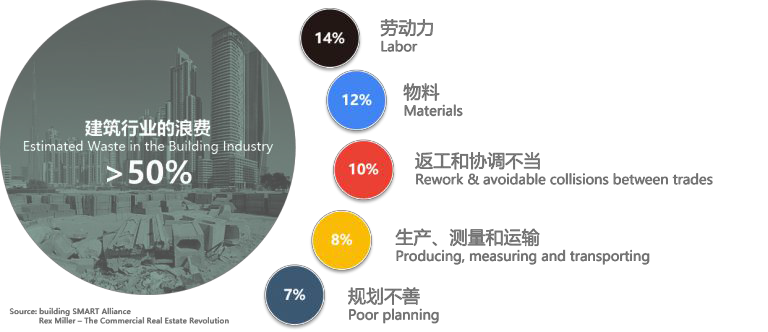 建筑行业的浪费
Estimated Waste in the Building Industry
>50%
14%
劳动力
Labor
12%
物料
Materials
10%
返工和协调不当
Rework & avoidable collisions between trades
8%
生产、测量和运输
Producing, measuring and transporting
7%
规划不善
Poor planning
Source: building SMART Alliance
Rex Miller – The Commercial Real Estate Revolution